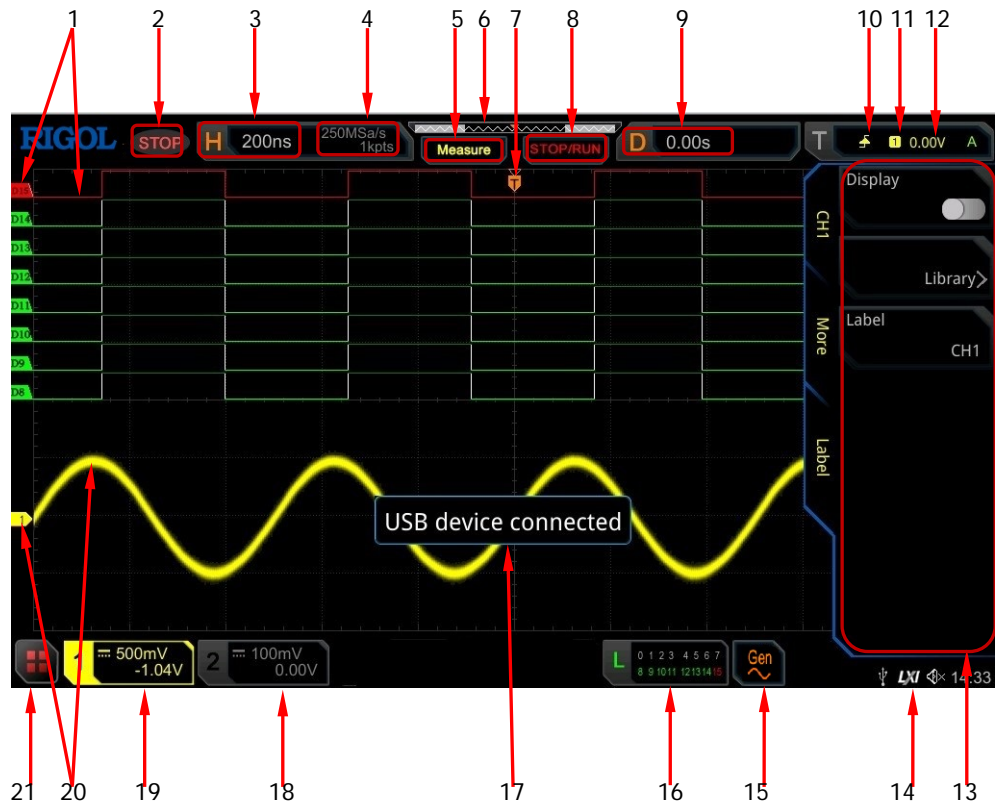 1 2 3 4 5 6 7 8 9 10 11 12
RIGOL STOP H 200ns 250MSa/s 1kpts Measure STOP/RUN D 0.00s T 1 0.00V A
T
D15
D14
D13
D12
D11
D10
D9
D8
CH1
More
Label
Display
Library>
Label
CH1
1
USB device connected
1 500mV -1.04V
2 100mV 0.00V
L 0 1 2 3 4 5 6 7
8 9 10 11 12 13 14 15
Gen
LXI 14:33
21 20 19 18 17 16 15 14 13